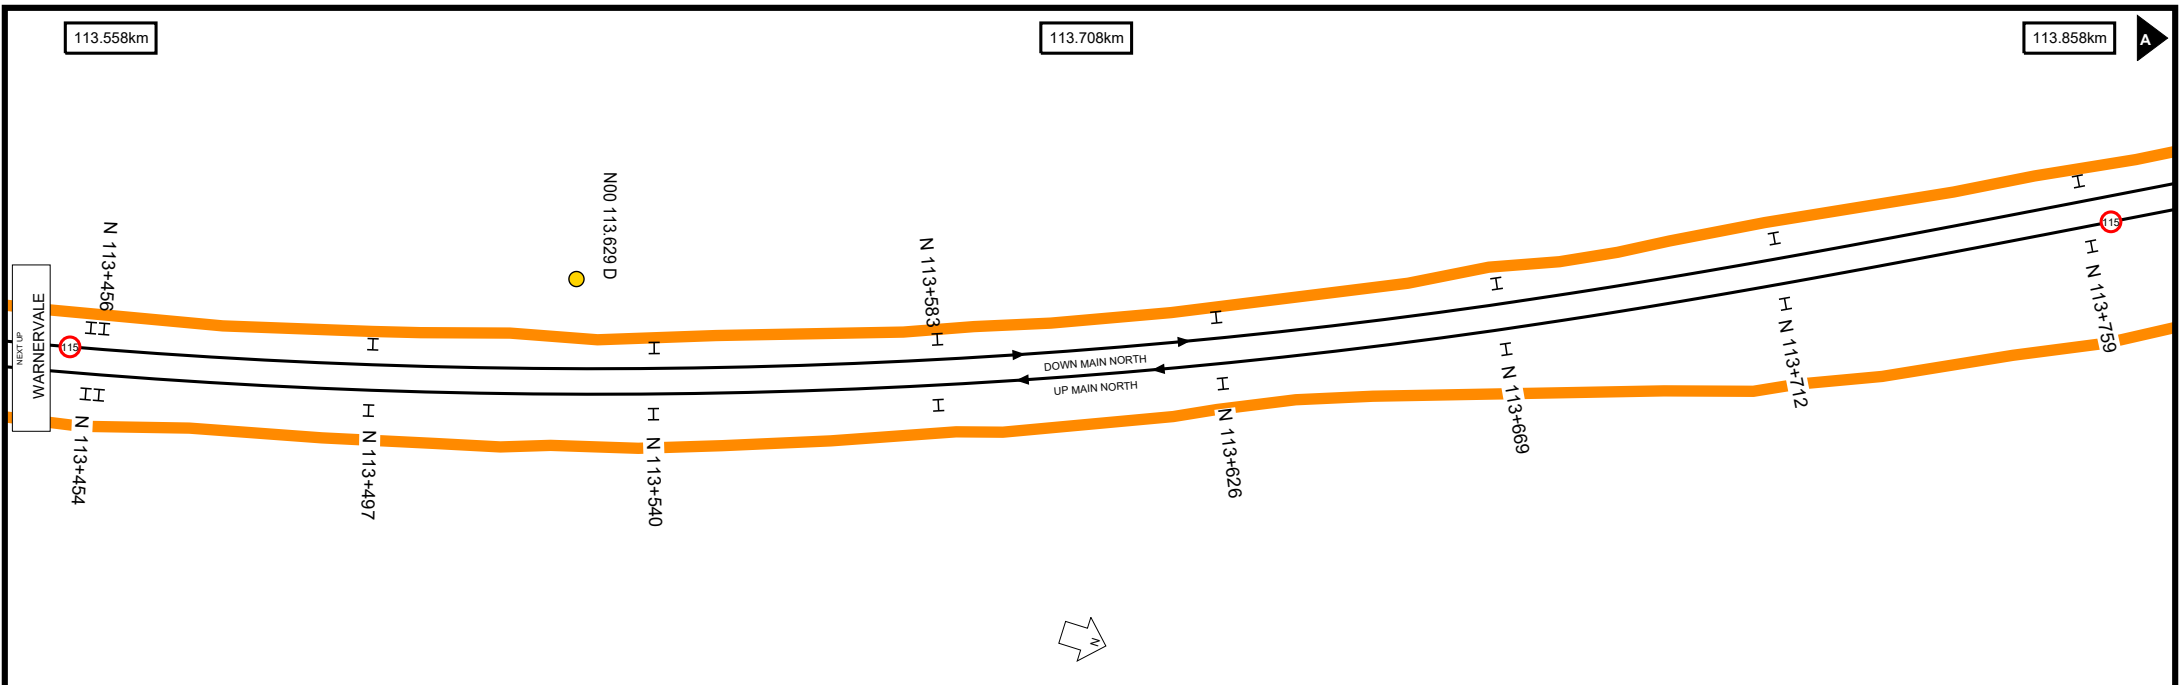 113.558km
113.708km
113.858km
A
N 113+456
N00 113.629 D
N 113+583
NEXT UP
WARNERVALE
115
115
DOWN MAIN NORTH
UP MAIN NORTH
N 113+454
N 113+497
N 113+540
N 113+626
N 113+669
N 113+712
N 113+759
N